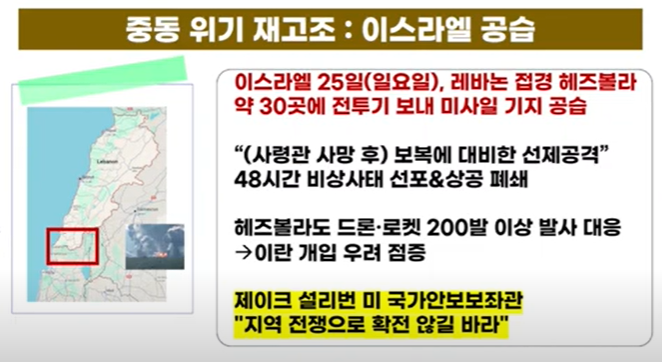 중동 위기 재고조 : 이스라엘 공습
이스라엘 25일(일요일), 레바논 접경 헤즈볼라
약 30곳에 전투기 보내 미사일 기지 공습
“(사령관 사망 후) 보복에 대비한 선제공격”
48시간 비상사태 선포&상공 폐쇄
헤즈볼라도 드론·로켓 200발 이상 발사 대응
→이란 개입 우려 점증
제이크 설리번 미 국가안보보좌관
"지역 전쟁으로 확전 않길 바라"
Lebanon